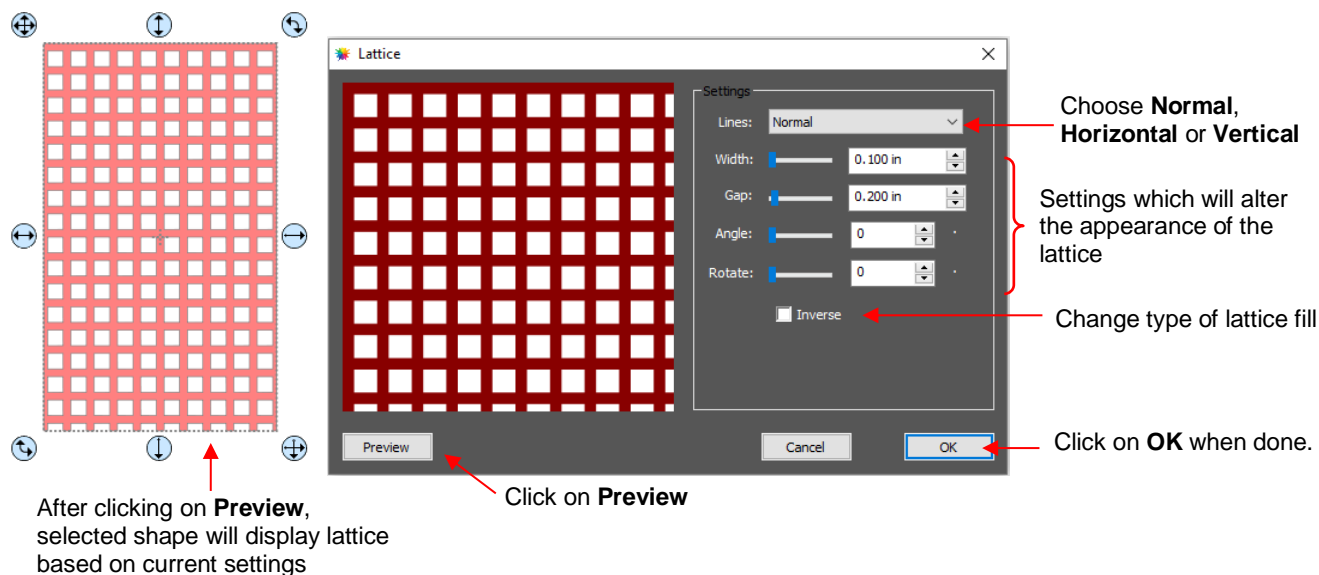 Lattice
Settings
Lines: Normal
Width: 0.100 in
Gap: 0.200 in
Angle: 0
Rotate: 0
Inverse
Preview Cancel OK
Choose Normal,
Horizontal or Vertical
Settings which will alter
the appearance of the
lattice
Change type of lattice fill
Click on OK when done.
Click on Preview
After clicking on Preview,
selected shape will display lattice
based on current settings